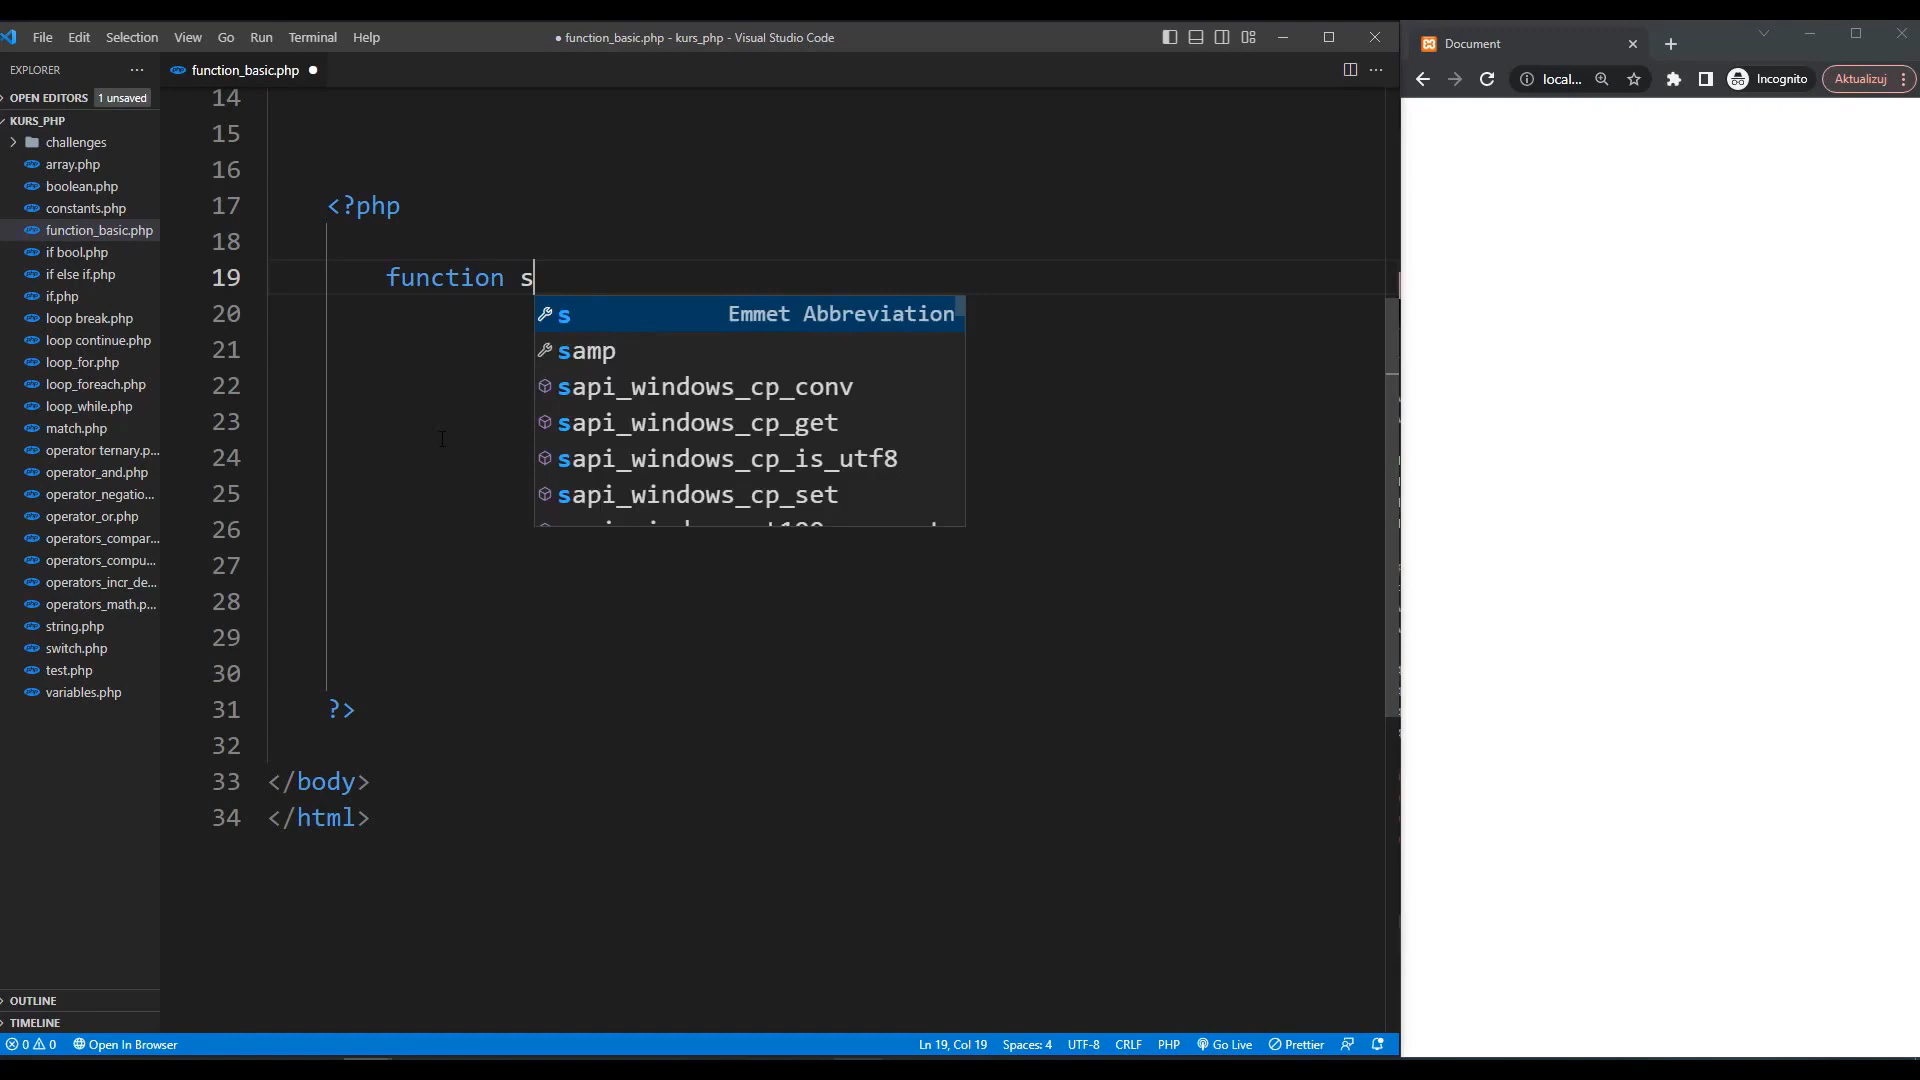 File Edit Selection View Go Run Terminal Help
● function_basic.php - kurs_php - Visual Studio Code
Document
EXPLORER
function_basic.php
local...
Incognito
Aktualizuj
OPEN EDITORS
1 unsaved
KURS_PHP
challenges
array.php
boolean.php
constants.php
function_basic.php
if bool.php
if else if.php
if.php
loop break.php
loop continue.php
loop_for.php
loop_foreach.php
loop_while.php
match.php
operator ternary.p...
operator_and.php
operator_negatio...
operator_or.php
operators_compar...
operators_compu...
operators_incr_de...
operators_math.p...
string.php
switch.php
test.php
variables.php
OUTLINE
TIMELINE
14
15
16
17 <?php
18
19 function s
20
21
22
23
24
25
26
27
28
29
30
31 ?>
32
33 </body>
34 </html>
s Emmet Abbreviation
samp
sapi_windows_cp_conv
sapi_windows_cp_get
sapi_windows_cp_is_utf8
sapi_windows_cp_set
0 0 Open In Browser
Ln 19, Col 19 Spaces: 4 UTF-8 CRLF PHP Go Live Prettier